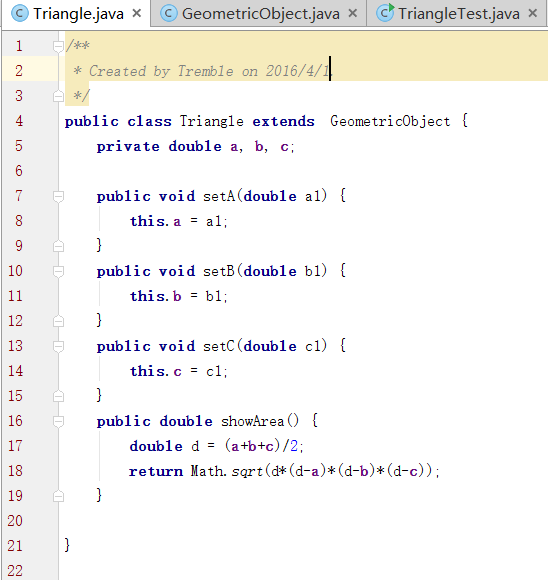 Triangle.java × GeometricObject.java × TriangleTest.java ×
1 /**
2 * Created by Tremble on 2016/4/1.
3 */
4 public class Triangle extends GeometricObject {
5 private double a, b, c;
6
7 public void setA(double a1) {
8 this.a = a1;
9 }
10 public void setB(double b1) {
11 this.b = b1;
12 }
13 public void setC(double c1) {
14 this.c = c1;
15 }
16 public double showArea() {
17 double d = (a+b+c)/2;
18 return Math.sqrt(d*(d-a)*(d-b)*(d-c));
19 }
20
21 }
22